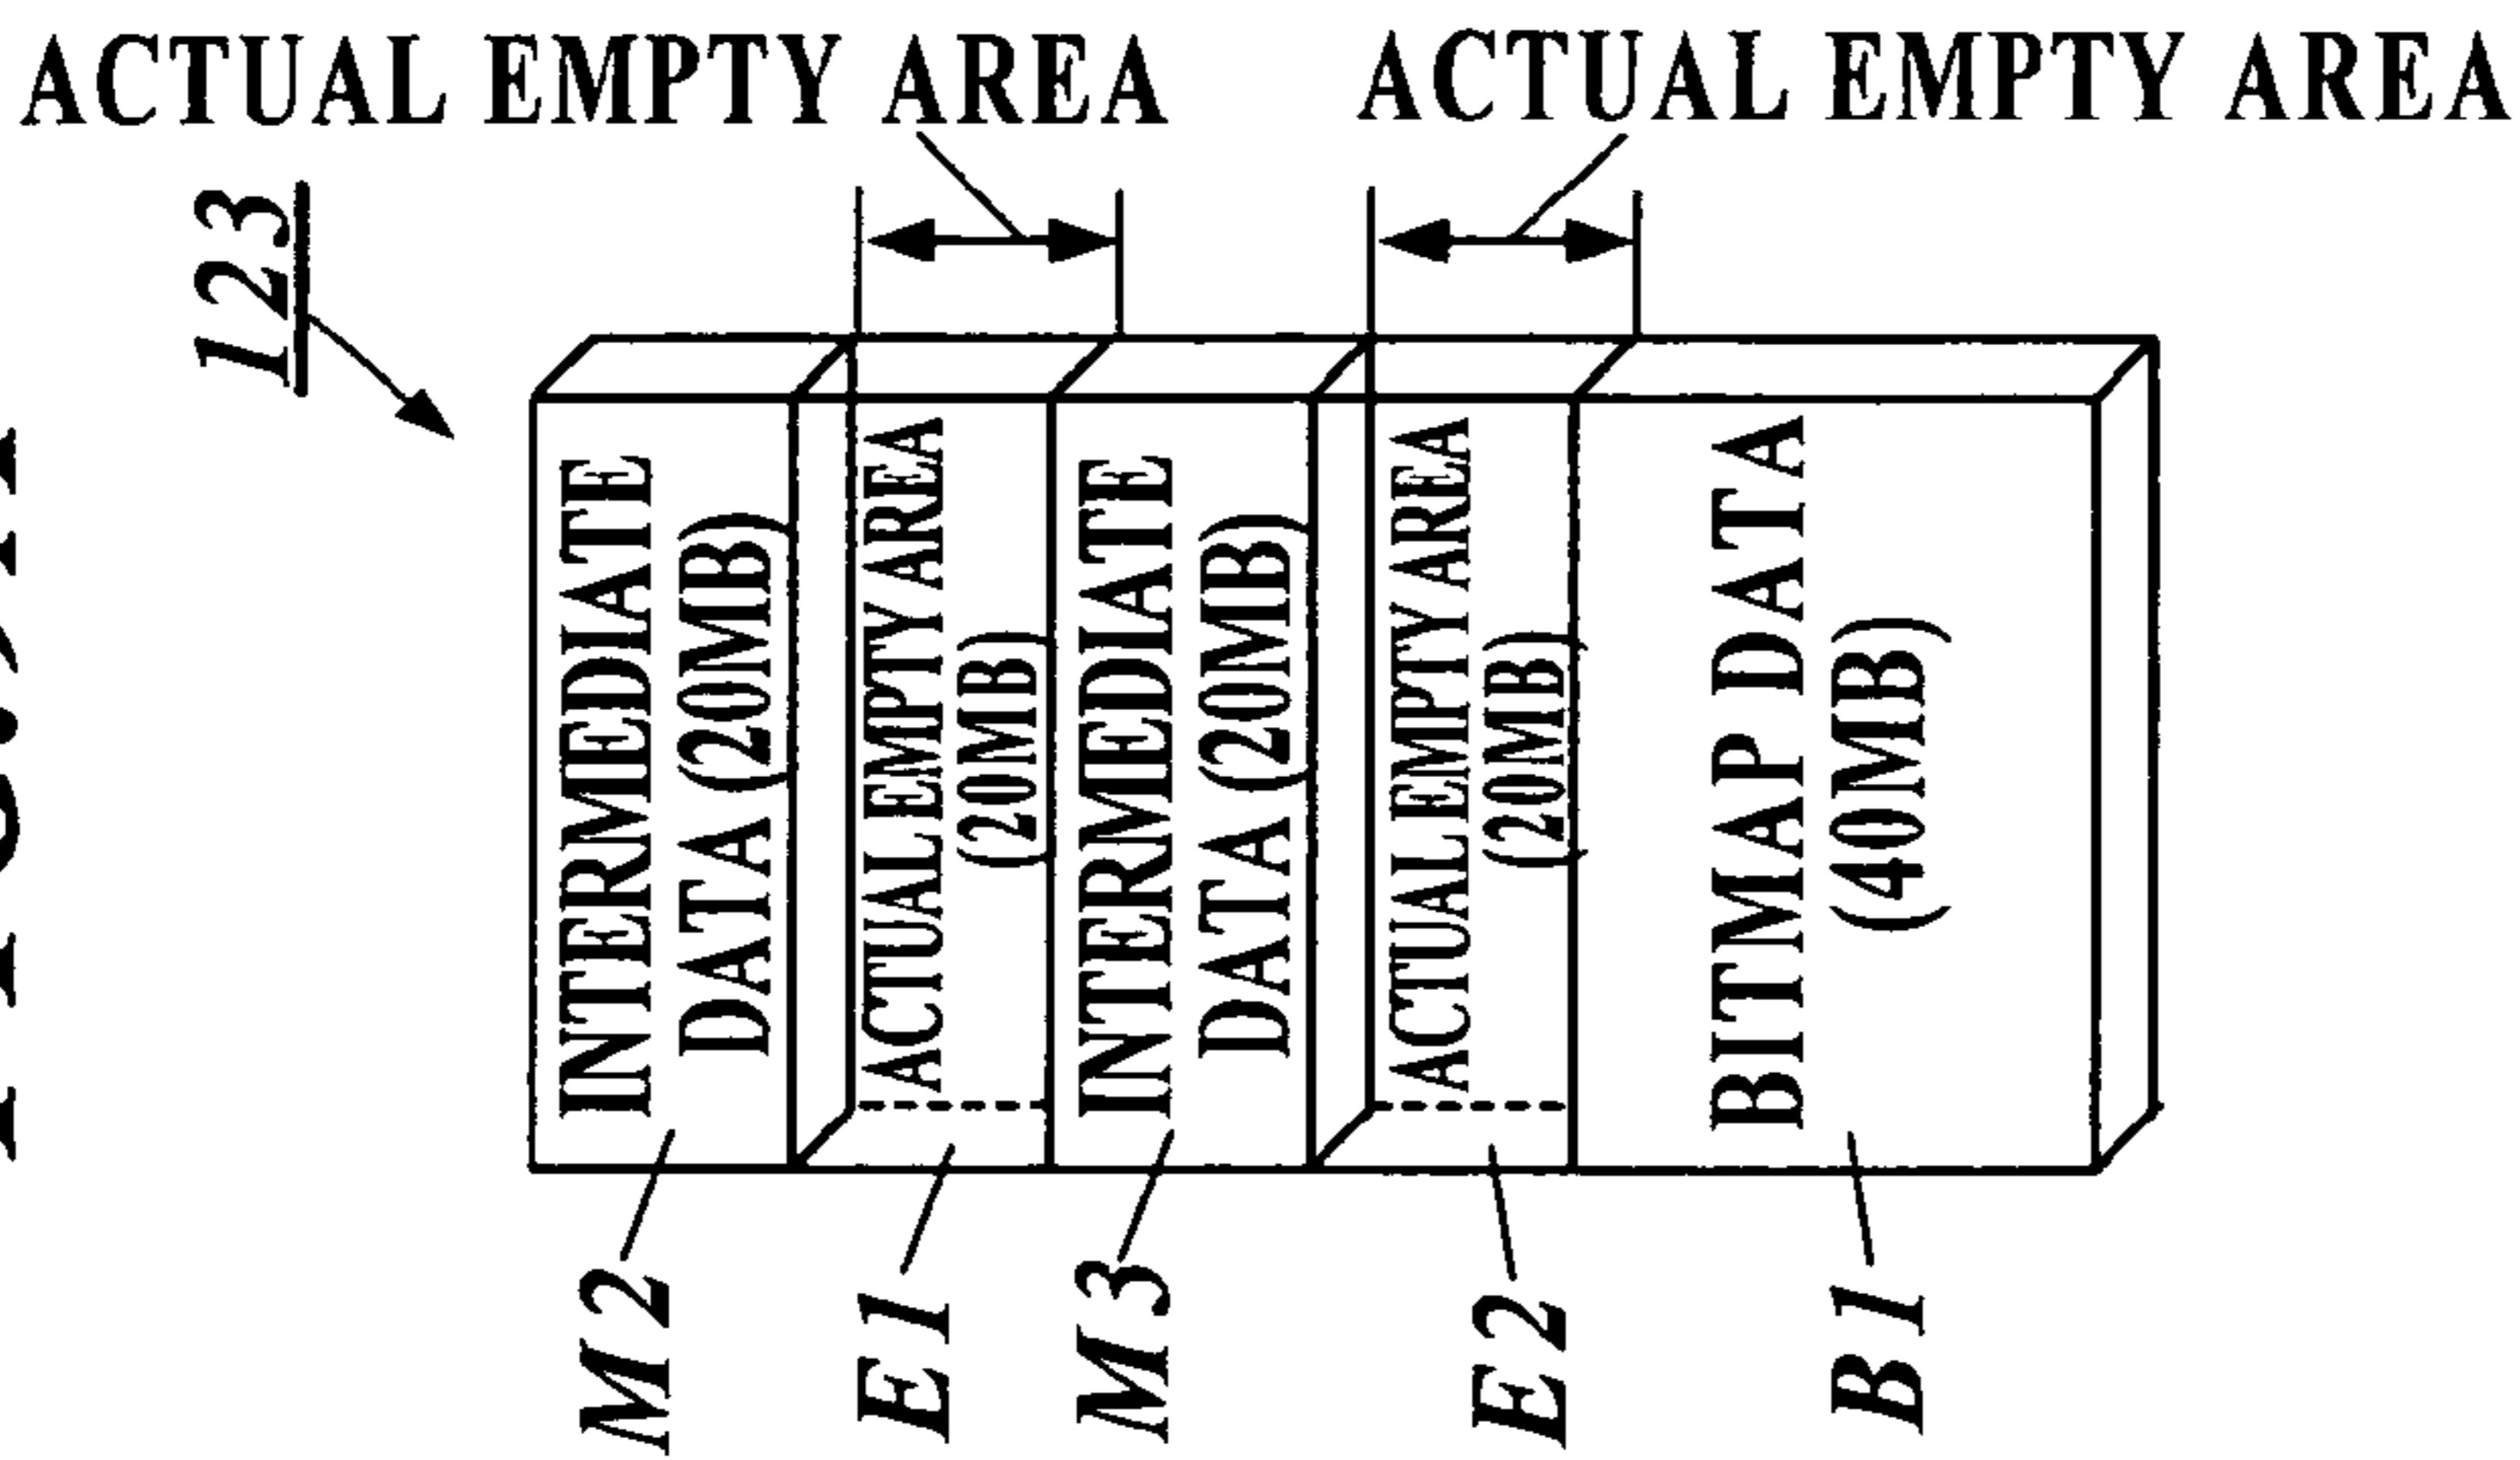 ACTUAL EMPTY AREA
ACTUAL EMPTY AREA
123
INTERMEDIATE
DATA (20MB)
ACTUAL EMPTY AREA
(20MB)
INTERMEDIATE
DATA (20MB)
ACTUAL EMPTY AREA
(20MB)
BITMAP DATA
(40MB)
M2
E1
M3
E2
B1